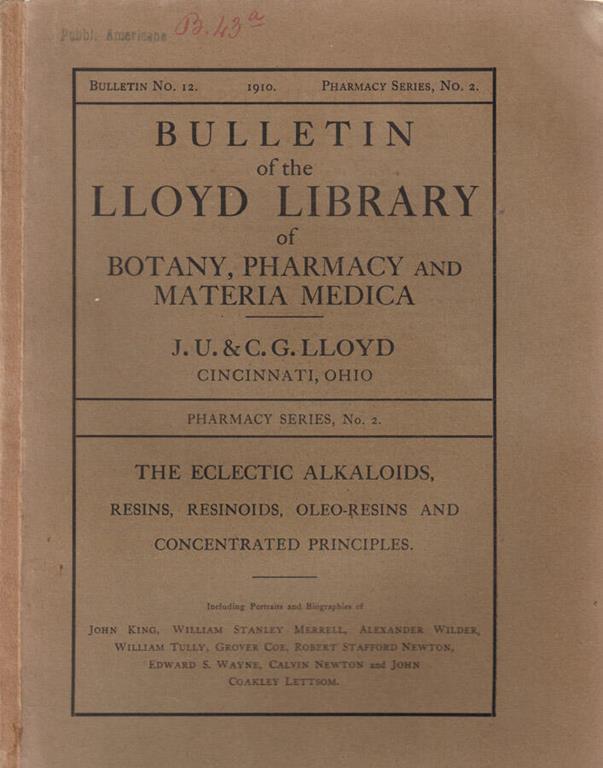 Pubbl. Americane B. 43 a
BULLETIN NO. 12. 1910. PHARMACY SERIES, NO. 2.
BULLETIN
of the
LLOYD LIBRARY
of
BOTANY, PHARMACY AND
MATERIA MEDICA
J. U. & C. G. LLOYD
CINCINNATI, OHIO
PHARMACY SERIES, No. 2.
THE ECLECTIC ALKALOIDS,
RESINS, RESINOIDS, OLEO-RESINS AND
CONCENTRATED PRINCIPLES.
Including Portraits and Biographies of
JOHN KING, WILLIAM STANLEY MERRELL, ALEXANDER WILDER,
WILLIAM TULLY, GROVER COE, ROBERT STAFFORD NEWTON,
EDWARD S. WAYNE, CALVIN NEWTON and JOHN
COAKLEY LETTSOM.